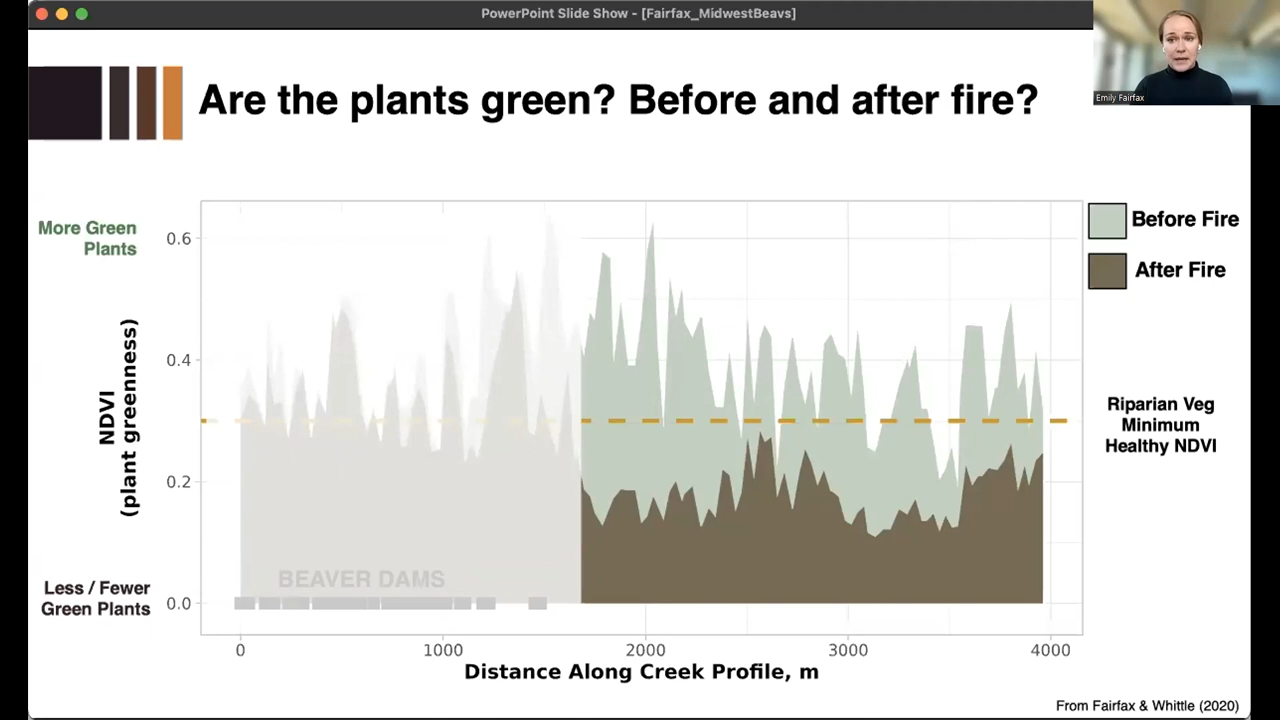 PowerPoint Slide Show - [Fairfax_MidwestBeavs]
Emily Fairfax
Are the plants green? Before and after fire?
More Green
Plants
NDVI
(plant greenness)
Less / Fewer
Green Plants
0.6
0.4
0.2
0.0
BEAVER DAMS
0
1000
2000
3000
4000
Distance Along Creek Profile, m
Before Fire
After Fire
Riparian Veg
Minimum
Healthy NDVI
From Fairfax & Whittle (2020)